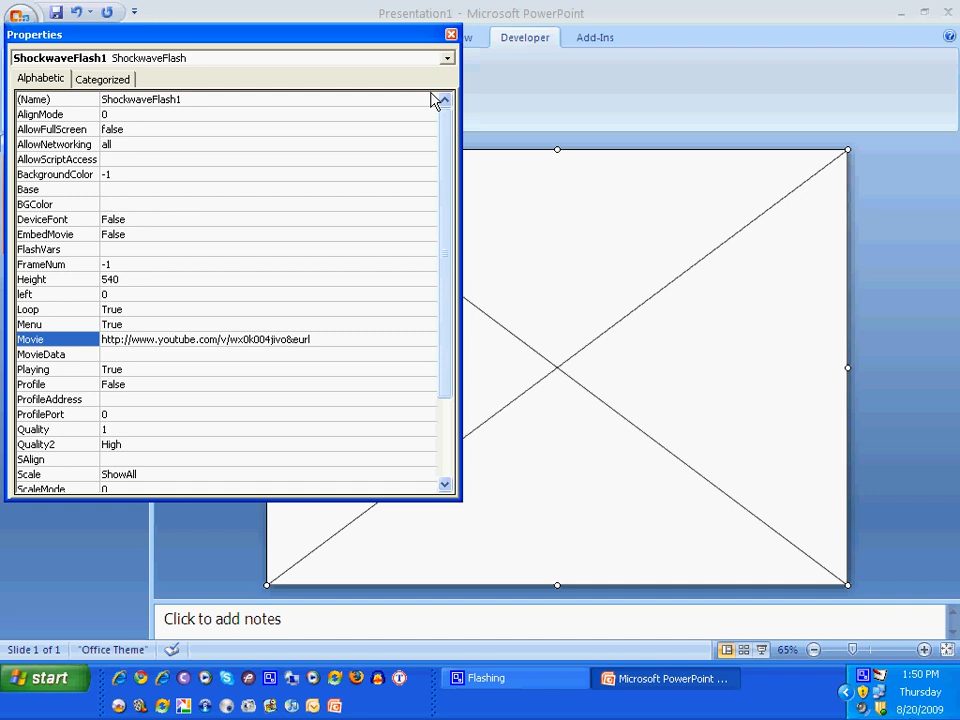 Presentation1 - Microsoft PowerPoint
Properties
w Developer Add-Ins
ShockwaveFlash1 ShockwaveFlash
Alphabetic Categorized
(Name) ShockwaveFlash1
AlignMode 0
AllowFullScreen false
AllowNetworking all
AllowScriptAccess
BackgroundColor -1
Base
BGColor
DeviceFont False
EmbedMovie False
FlashVars
FrameNum -1
Height 540
left 0
Loop True
Menu True
Movie http://www.youtube.com/v/wx0k004jivo&eurl
MovieData
Playing True
Profile False
ProfileAddress
ProfilePort 0
Quality 1
Quality2 High
SAlign
Scale ShowAll
ScaleMode 0
Click to add notes
Slide 1 of 1 "Office Theme" 65%
start Flashing Microsoft PowerPoint ... 1:50 PM
Thursday
8/20/2009